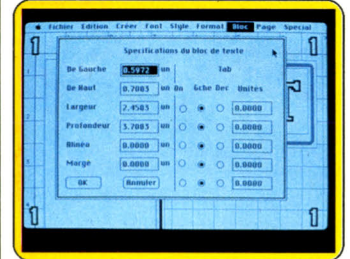 Fichier Edition Créer Font Style Format Bloc Page Special
1 1
Specifications du bloc de texte
De Gauche 0.5972 un Tab
De Haut 0.7083 un On Gche Dec Unités
Largeur 2.4583 un 0.0000
Profondeur 3.7083 un 0.0000
Alinéa 0.0000 un 0.0000
Marge 0.0000 un 0.0000
OK Annuler 0.0000
1 1